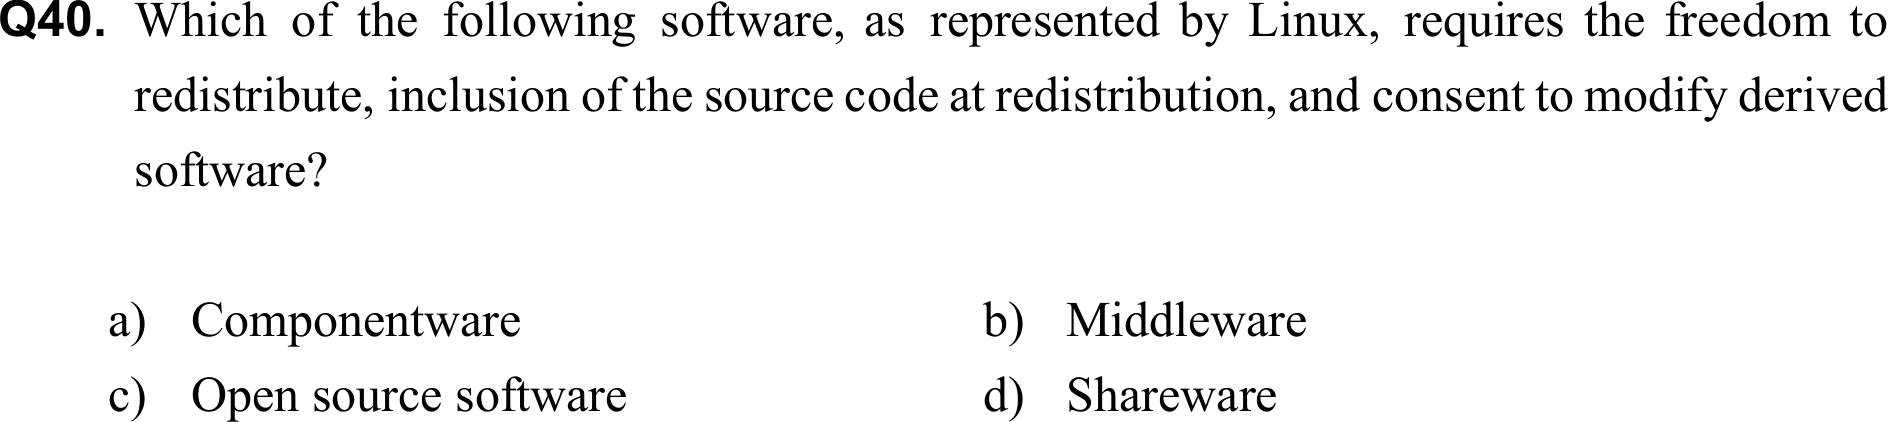 Q40. Which of the following software, as represented by Linux, requires the freedom to
redistribute, inclusion of the source code at redistribution, and consent to modify derived
software?
a) Componentware b) Middleware
c) Open source software d) Shareware